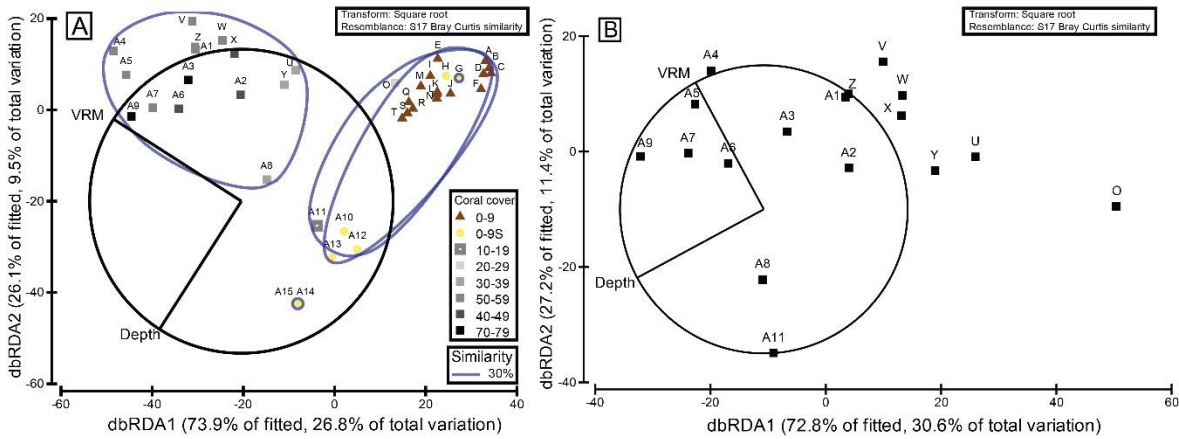 A
Transform: Square root
Resemblance: S17 Bray Curtis similarity
dbRDA2 (26.1% of fitted, 9.5% of total variation)
20
0
-20
-40
-60
V
A4
Z
W
A1
X
A5
A3
U
Y
A2
A7
A6
A9
VRM
A8
E
A
B
I
H
G
D
C
O
M
K
J
F
L
N
Q
S
R
T
A11
A10
A12
A13
A15 A14
Depth
Coral cover
0-9
0-9S
10-19
20-29
30-39
50-59
40-49
70-79
Similarity
30%
-60
-40
-20
0
20
40
dbRDA1 (73.9% of fitted, 26.8% of total variation)
B
Transform: Square root
Resemblance: S17 Bray Curtis similarity
dbRDA2 (27.2% of fitted, 11.4% of total variation)
20
0
-20
-40
A4
V
VRM
A5
Z
W
A1
X
A3
A9
A7
A6
A2
Y
U
O
Depth
A8
A11
-40
-20
0
20
40
60
dbRDA1 (72.8% of fitted, 30.6% of total variation)